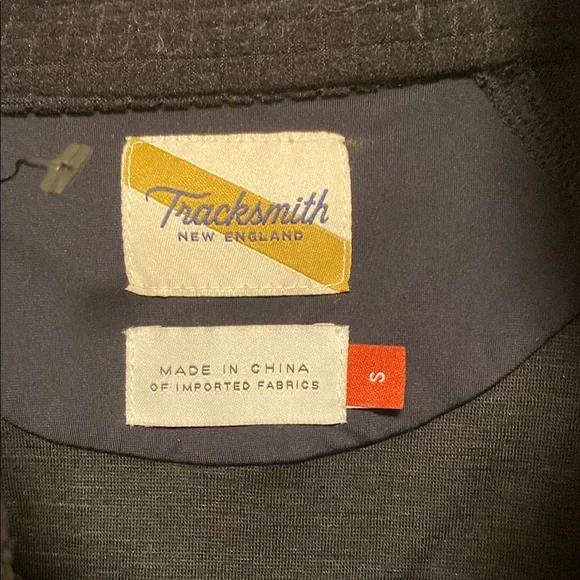 Tracksmith
NEW ENGLAND
MADE IN CHINA
OF IMPORTED FABRICS
S